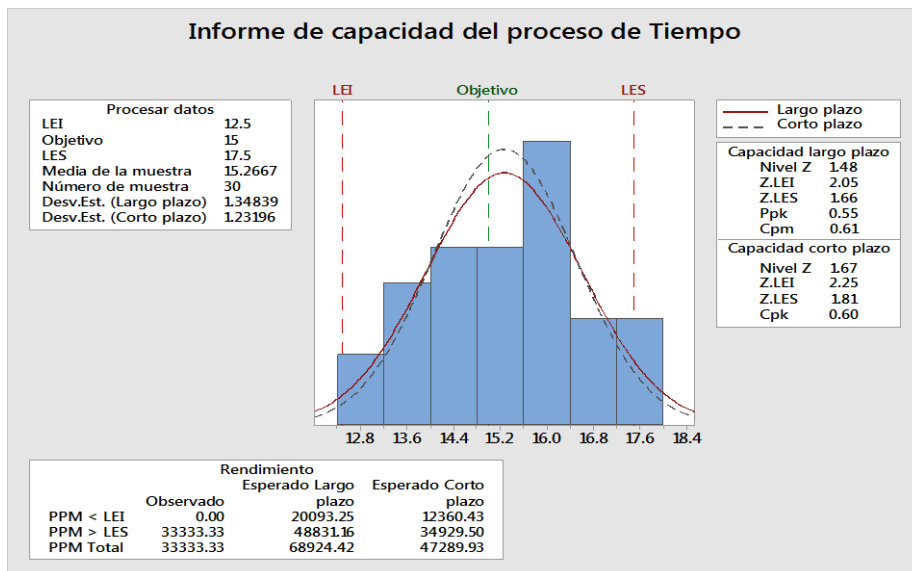 Informe de capacidad del proceso de Tiempo
LEI Objetivo LES
Procesar datos
LEI 12.5
Objetivo 15
LES 17.5
Media de la muestra 15.2667
Número de muestra 30
Desv.Est. (Largo plazo) 1.34839
Desv.Est. (Corto plazo) 1.23196
Largo plazo
Corto plazo
Capacidad largo plazo
Nivel Z 1.48
Z.LEI 2.05
Z.LES 1.66
Ppk 0.55
Cpm 0.61
Capacidad corto plazo
Nivel Z 1.67
Z.LEI 2.25
Z.LES 1.81
Cpk 0.60
12.8 13.6 14.4 15.2 16.0 16.8 17.6 18.4
Rendimiento
Esperado Largo Esperado Corto
Observado plazo plazo
PPM < LEI 0.00 20093.25 12360.43
PPM > LES 33333.33 48831.16 34929.50
PPM Total 33333.33 68924.42 47289.93